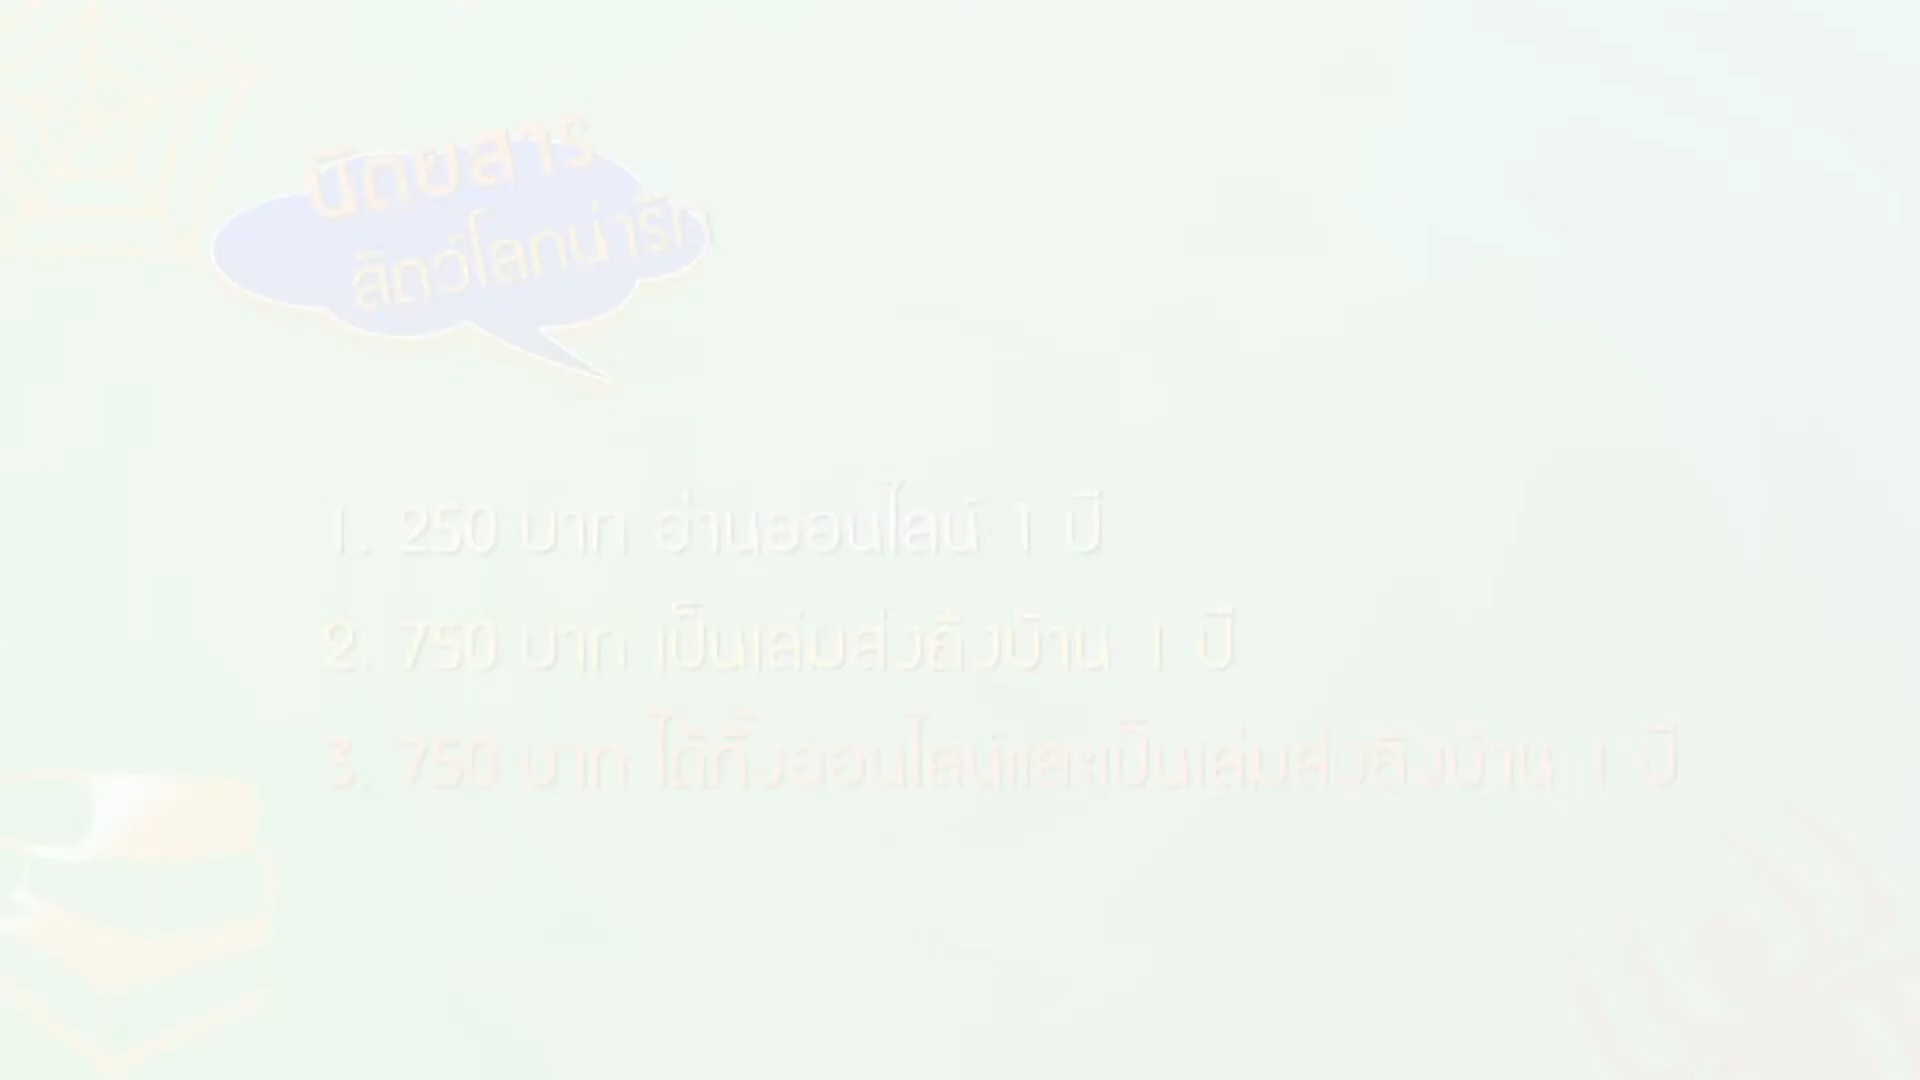 นิตยสาร
สัตว์โลกน่ารัก
1. 250 บาท อ่านออนไลน์ 1 ปี
2. 750 บาท เป็นเล่มส่งถึงบ้าน 1 ปี
3. 750 บาท ได้ทั้งออนไลน์และเป็นเล่มส่งถึงบ้าน 1 ปี